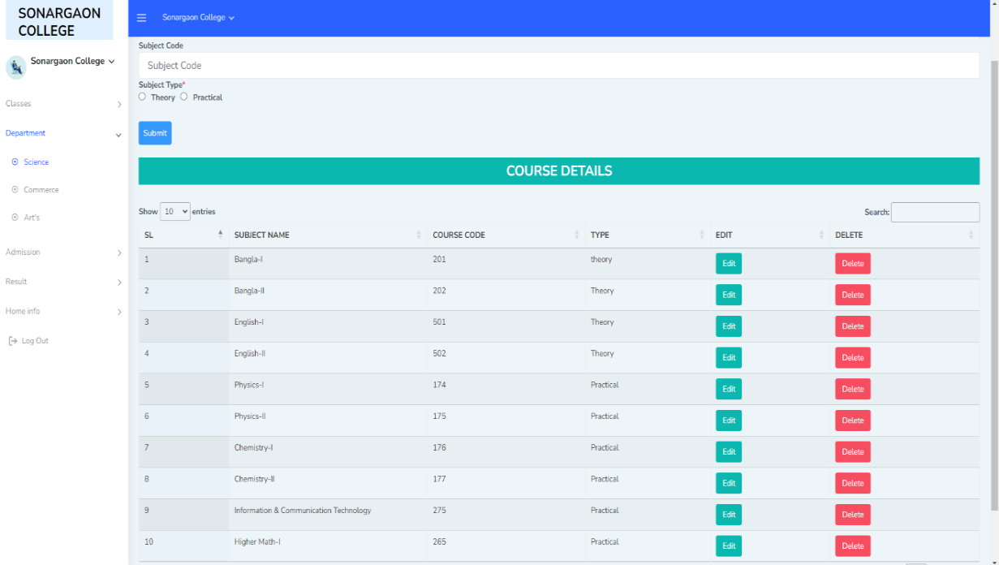 SONARGAON
COLLEGE
Sonargaon College
Sonargaon College
Classes
Department
Science
Commerce
Art's
Admission
Result
Home info
Log Out
Subject Code
Subject Code
Subject Type*
Theory Practical
Submit
COURSE DETAILS
Show 10 entries Search:
SL SUBJECT NAME COURSE CODE TYPE EDIT DELETE
1 Bangla-I 201 theory Edit Delete
2 Bangla-II 202 Theory Edit Delete
3 English-I 501 Theory Edit Delete
4 English-II 502 Theory Edit Delete
5 Physics-I 174 Practical Edit Delete
6 Physics-II 175 Practical Edit Delete
7 Chemistry-I 176 Practical Edit Delete
8 Chemistry-II 177 Practical Edit Delete
9 Information & Communication Technology 275 Practical Edit Delete
10 Higher Math-I 265 Practical Edit Delete